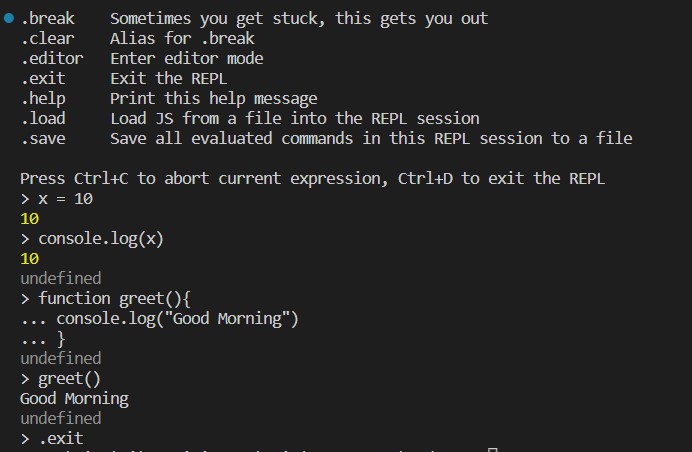 .break    Sometimes you get stuck, this gets you out
.clear    Alias for .break
.editor   Enter editor mode
.exit     Exit the REPL
.help     Print this help message
.load     Load JS from a file into the REPL session
.save     Save all evaluated commands in this REPL session to a file

Press Ctrl+C to abort current expression, Ctrl+D to exit the REPL
> x = 10
10
> console.log(x)
10
undefined
> function greet(){
... console.log("Good Morning")
... }
undefined
> greet()
Good Morning
undefined
> .exit